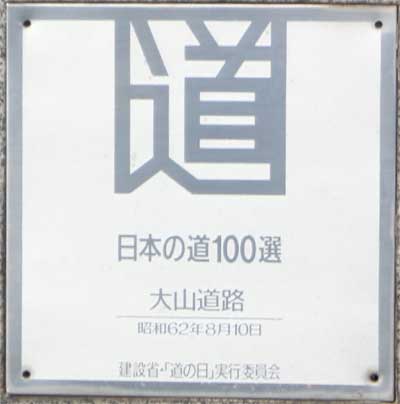 道
日本の道100選
大山道路
昭和62年8月10日
建設省・「道の日」実行委員会